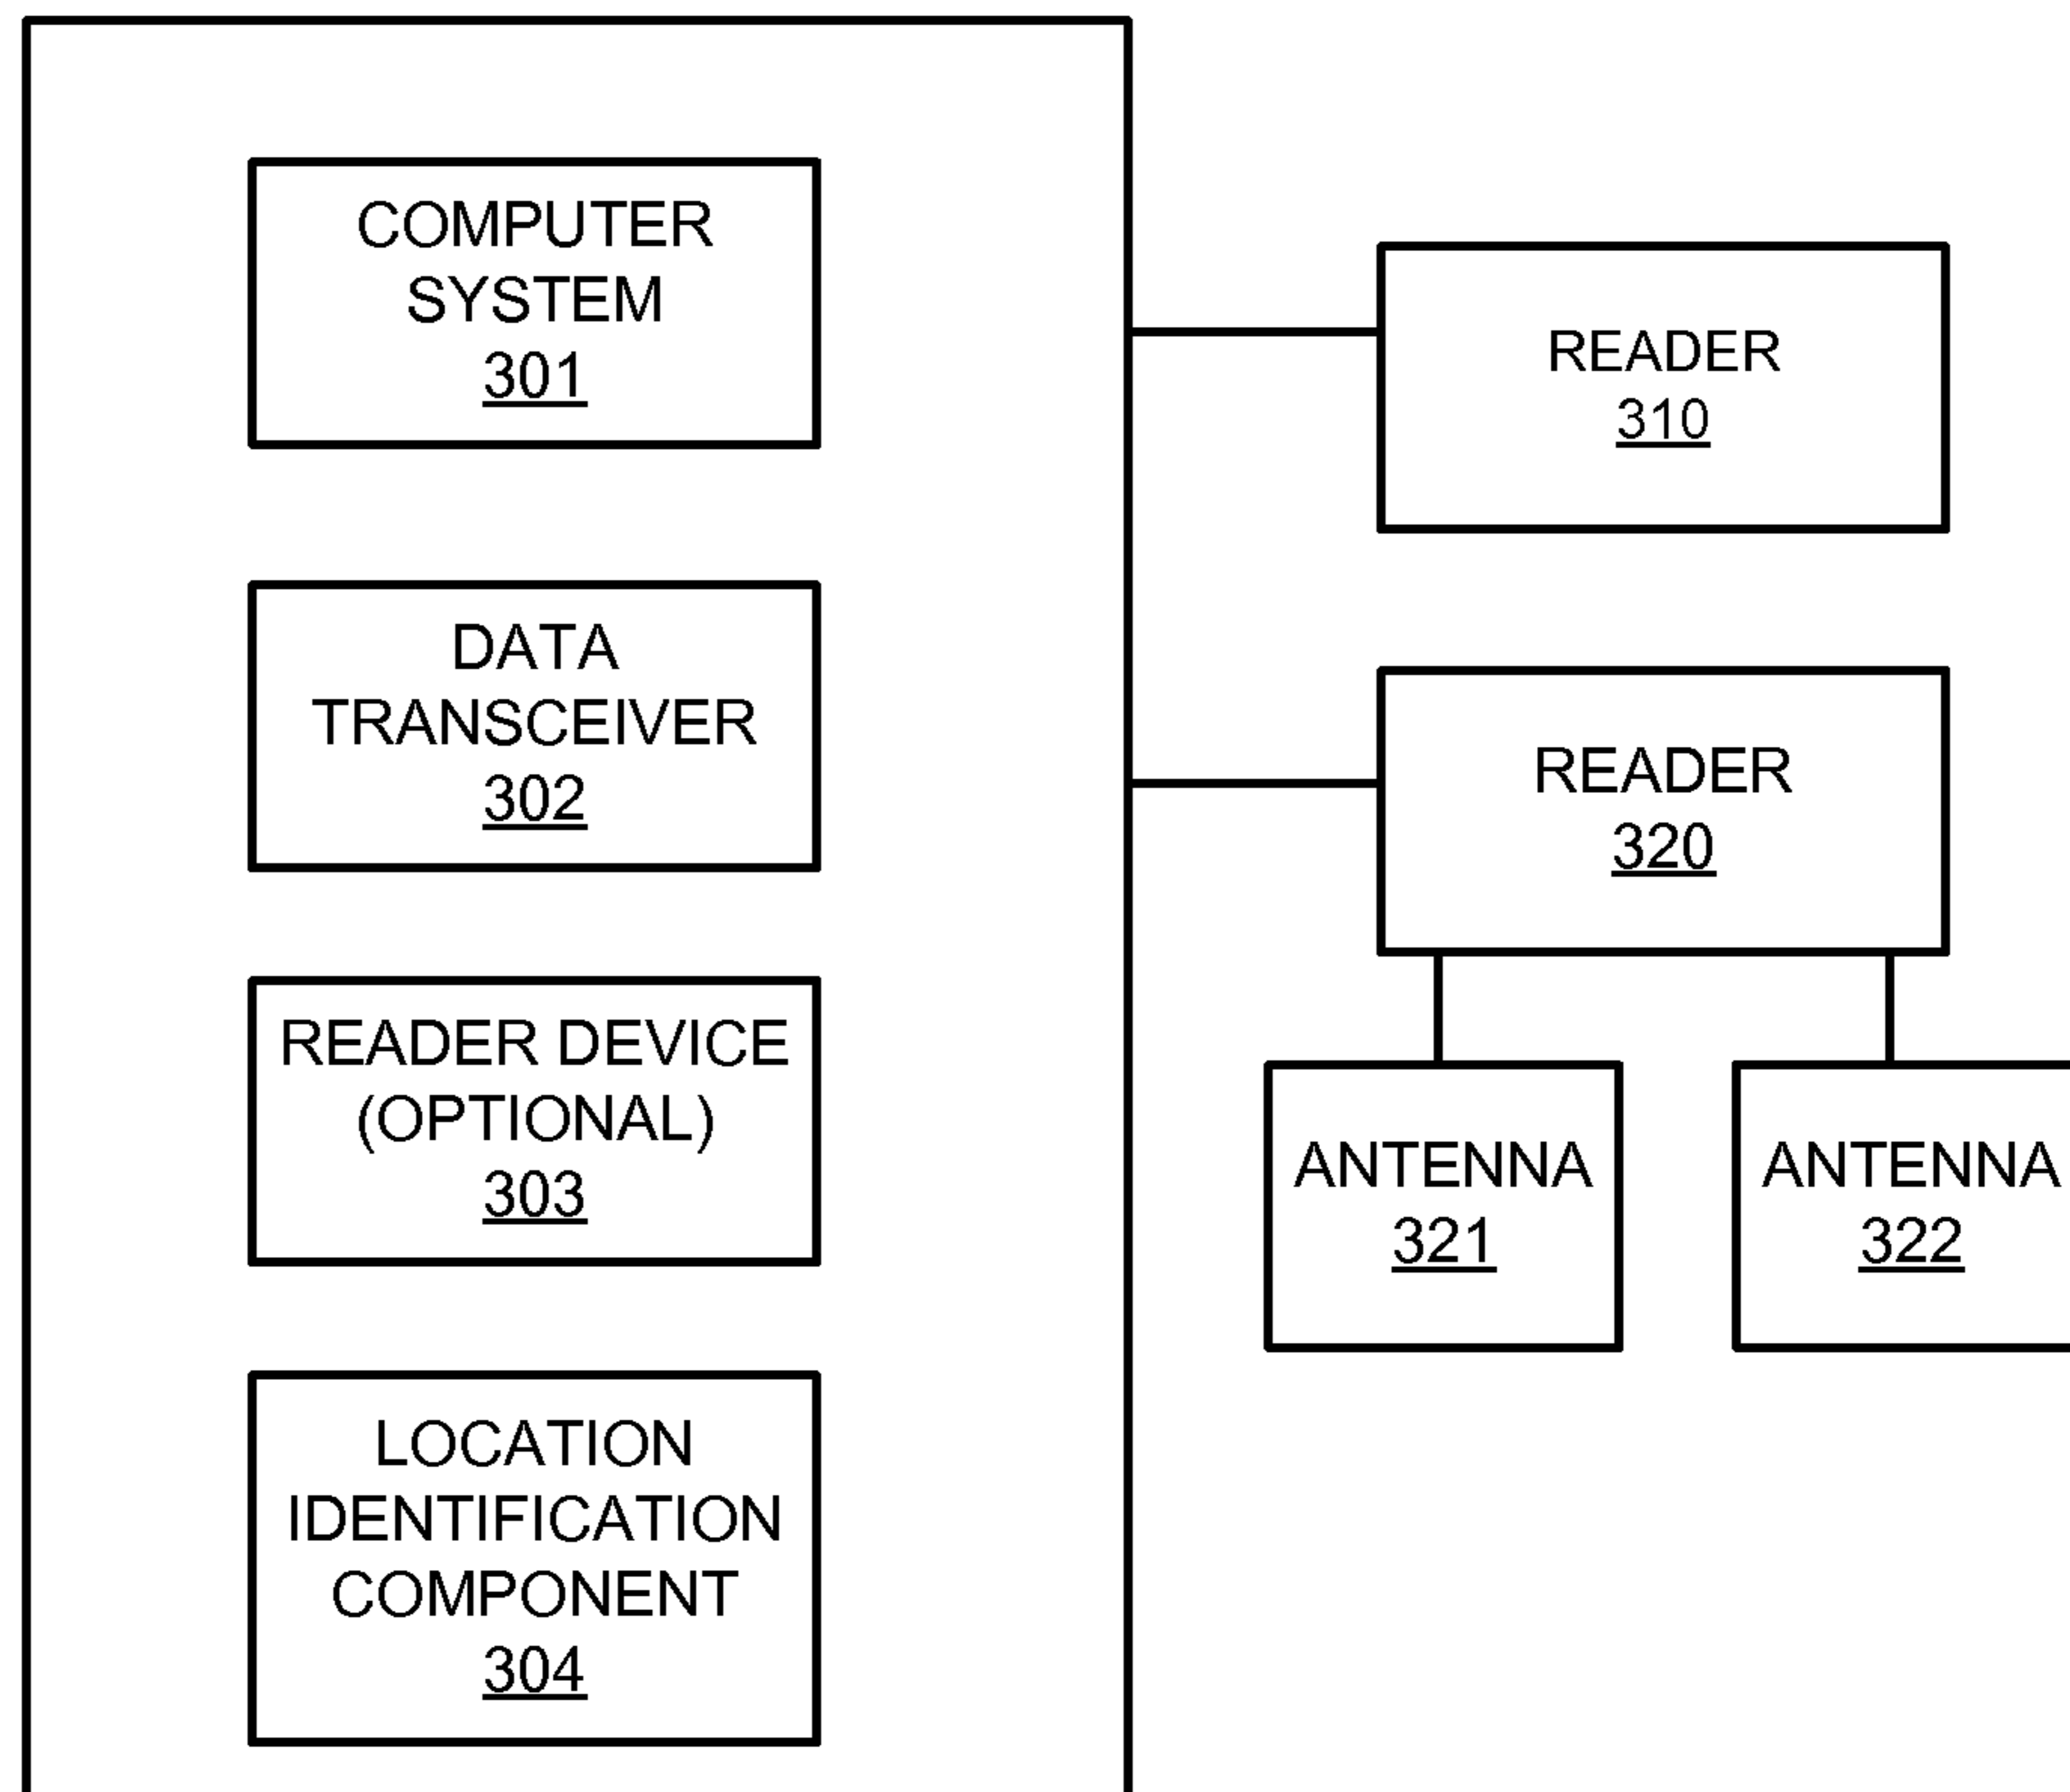 COMPUTER
SYSTEM
301
DATA
TRANSCEIVER
302
READER DEVICE
(OPTIONAL)
303
LOCATION
IDENTIFICATION
COMPONENT
304
READER
310
READER
320
ANTENNA
321
ANTENNA
322